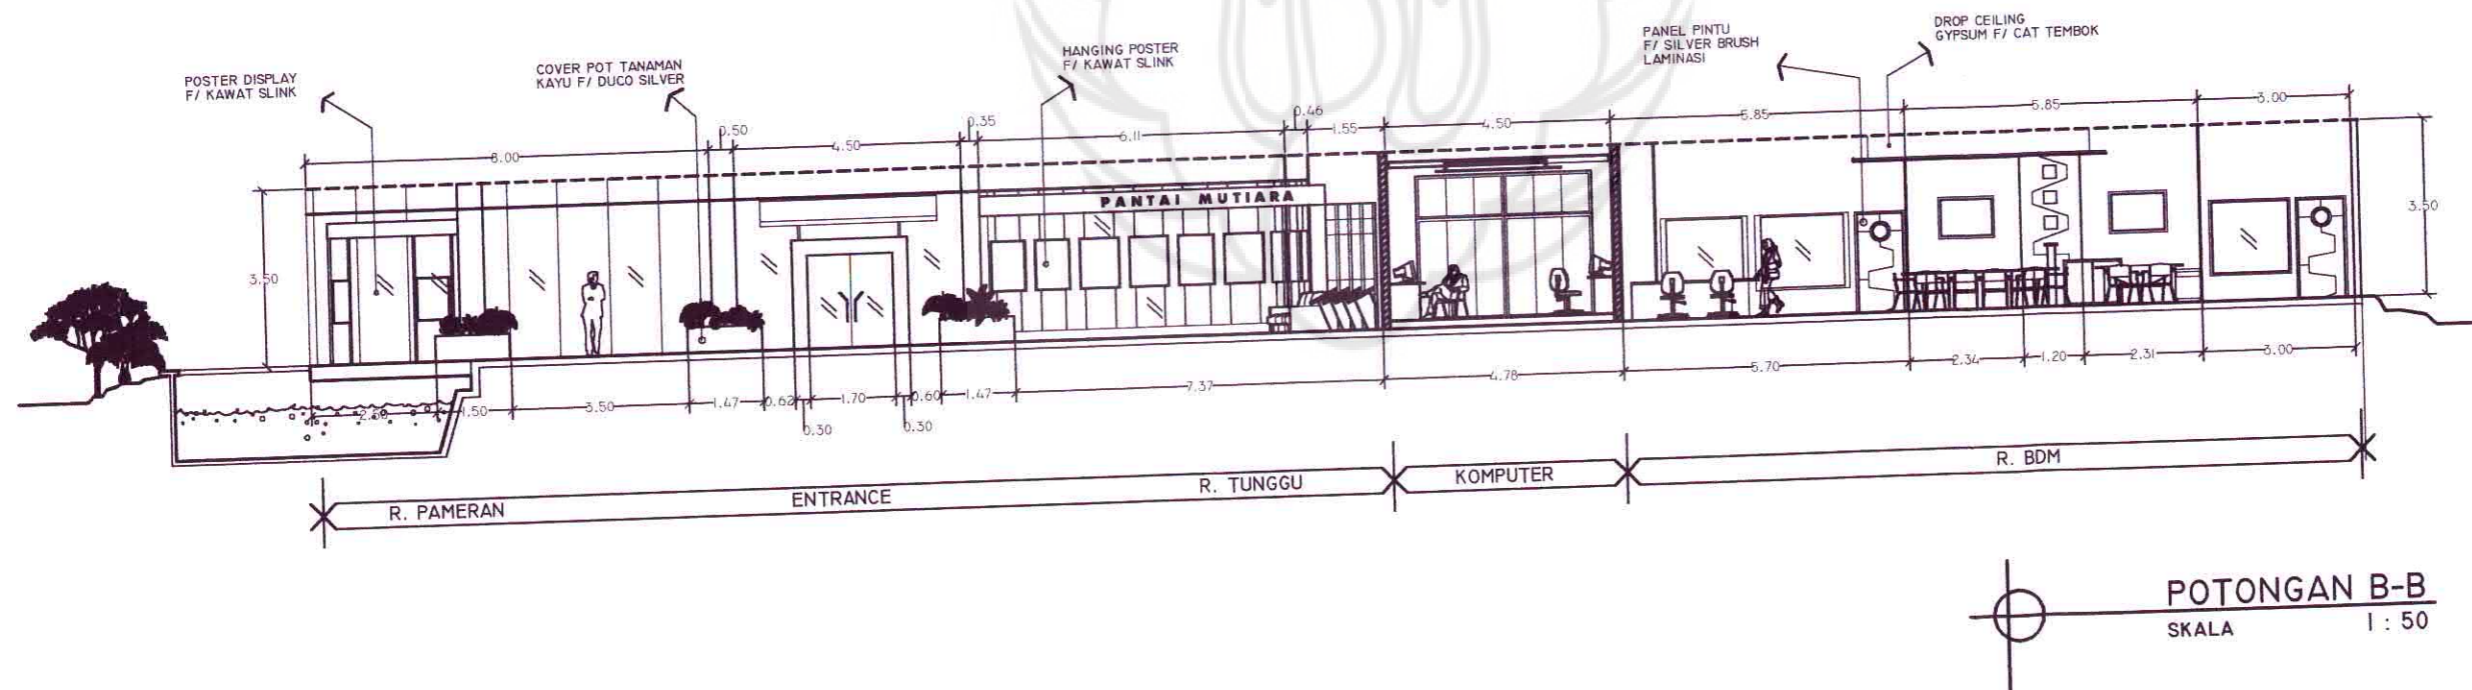 POSTER DISPLAY
F/ KAWAT SLINK
COVER POT TANAMAN
KAYU F/ DUCO SILVER
HANGING POSTER
F/ KAWAT SLINK
PANEL PINTU
F/ SILVER BRUSH
LAMINASI
DROP CEILING
GYPSUM F/ CAT TEMBOK
8.00
0.50
4.50
0.35
6.11
0.46
1.55
4.50
5.85
5.85
3.00
PANTAI MUTIARA
3.50
3.50
1.50
3.50
1.47
0.62
0.30
1.70
0.30
0.60
1.47
7.37
4.78
5.70
2.34
1.20
2.31
3.00
R. PAMERAN
ENTRANCE
R. TUNGGU
KOMPUTER
R. BDM
POTONGAN B-B
SKALA 1 : 50